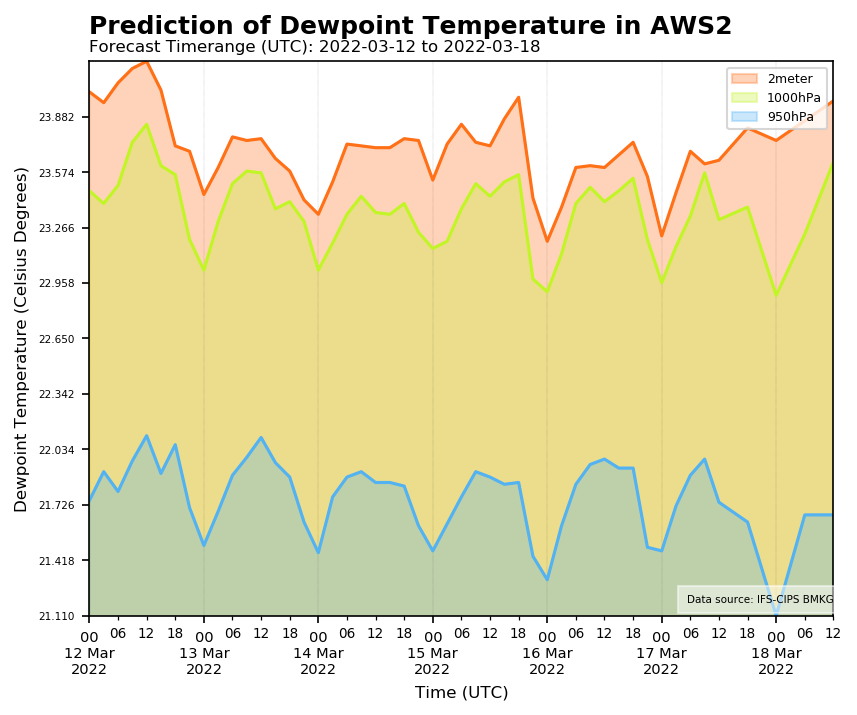 Prediction of Dewpoint Temperature in AWS2
Forecast Timerange (UTC): 2022-03-12 to 2022-03-18
2meter
1000hPa
950hPa
Dewpoint Temperature (Celsius Degrees)
23.882
23.574
23.266
22.958
22.650
22.342
22.034
21.726
21.418
21.110
Data source: IFS-CIPS BMKG
00 06 12 18 00 06 12 18 00 06 12 18 00 06 12 18 00 06 12 18 00 06 12 18 00 06 12
12 Mar 13 Mar 14 Mar 15 Mar 16 Mar 17 Mar 18 Mar
2022 2022 2022 2022 2022 2022 2022
Time (UTC)